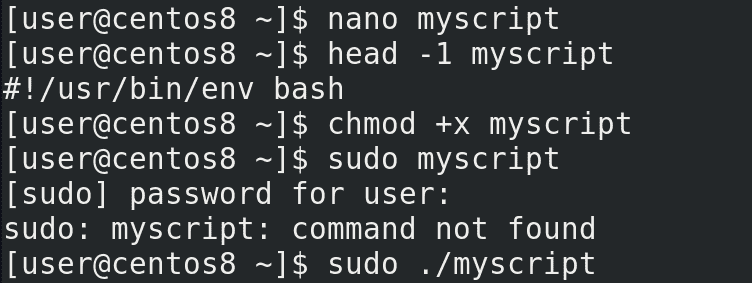 [user@centos8 ~]$ nano myscript
[user@centos8 ~]$ head -1 myscript
#!/usr/bin/env bash
[user@centos8 ~]$ chmod +x myscript
[user@centos8 ~]$ sudo myscript
[sudo] password for user:
sudo: myscript: command not found
[user@centos8 ~]$ sudo ./myscript